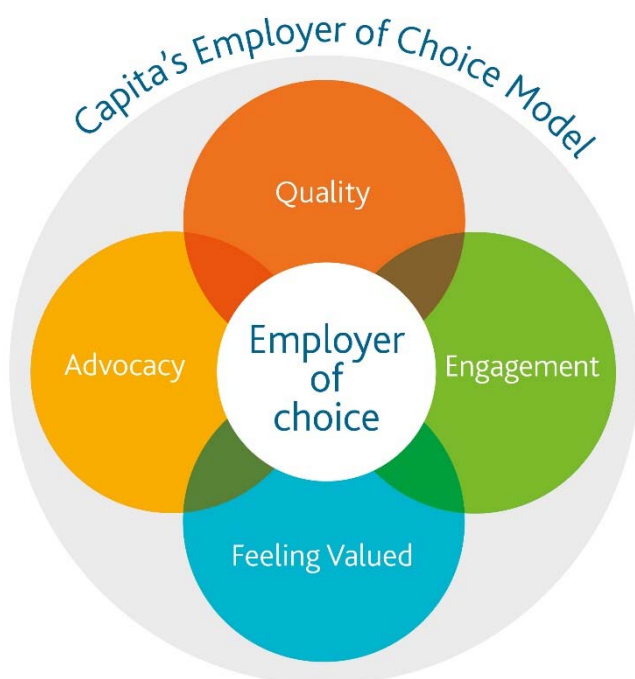 Capita's Employer of Choice Model
Quality
Advocacy
Employer
of
choice
Engagement
Feeling Valued